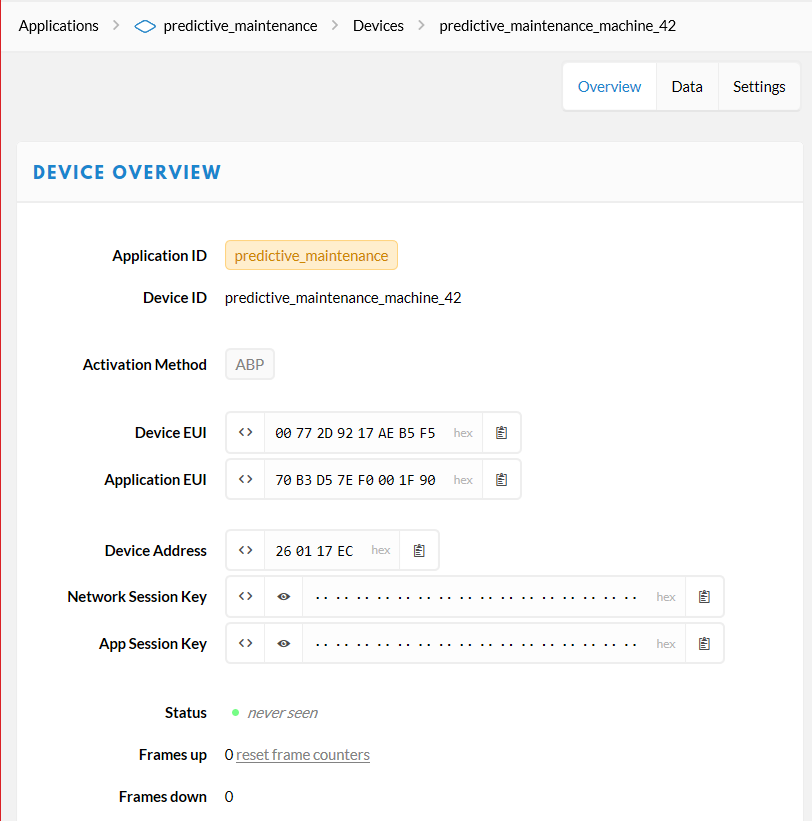 Applications > predictive_maintenance > Devices > predictive_maintenance_machine_42
Overview Data Settings
DEVICE OVERVIEW
Application ID predictive_maintenance
Device ID predictive_maintenance_machine_42
Activation Method ABP
Device EUI <> 00 77 2D 92 17 AE B5 F5 hex
Application EUI <> 70 B3 D5 7E F0 00 1F 90 hex
Device Address <> 26 01 17 EC hex
Network Session Key <> ·· ·· ·· ·· ·· ·· ·· ·· ·· ·· ·· ·· ·· ·· ·· ·· hex
App Session Key <> ·· ·· ·· ·· ·· ·· ·· ·· ·· ·· ·· ·· ·· ·· ·· ·· hex
Status never seen
Frames up 0 reset frame counters
Frames down 0